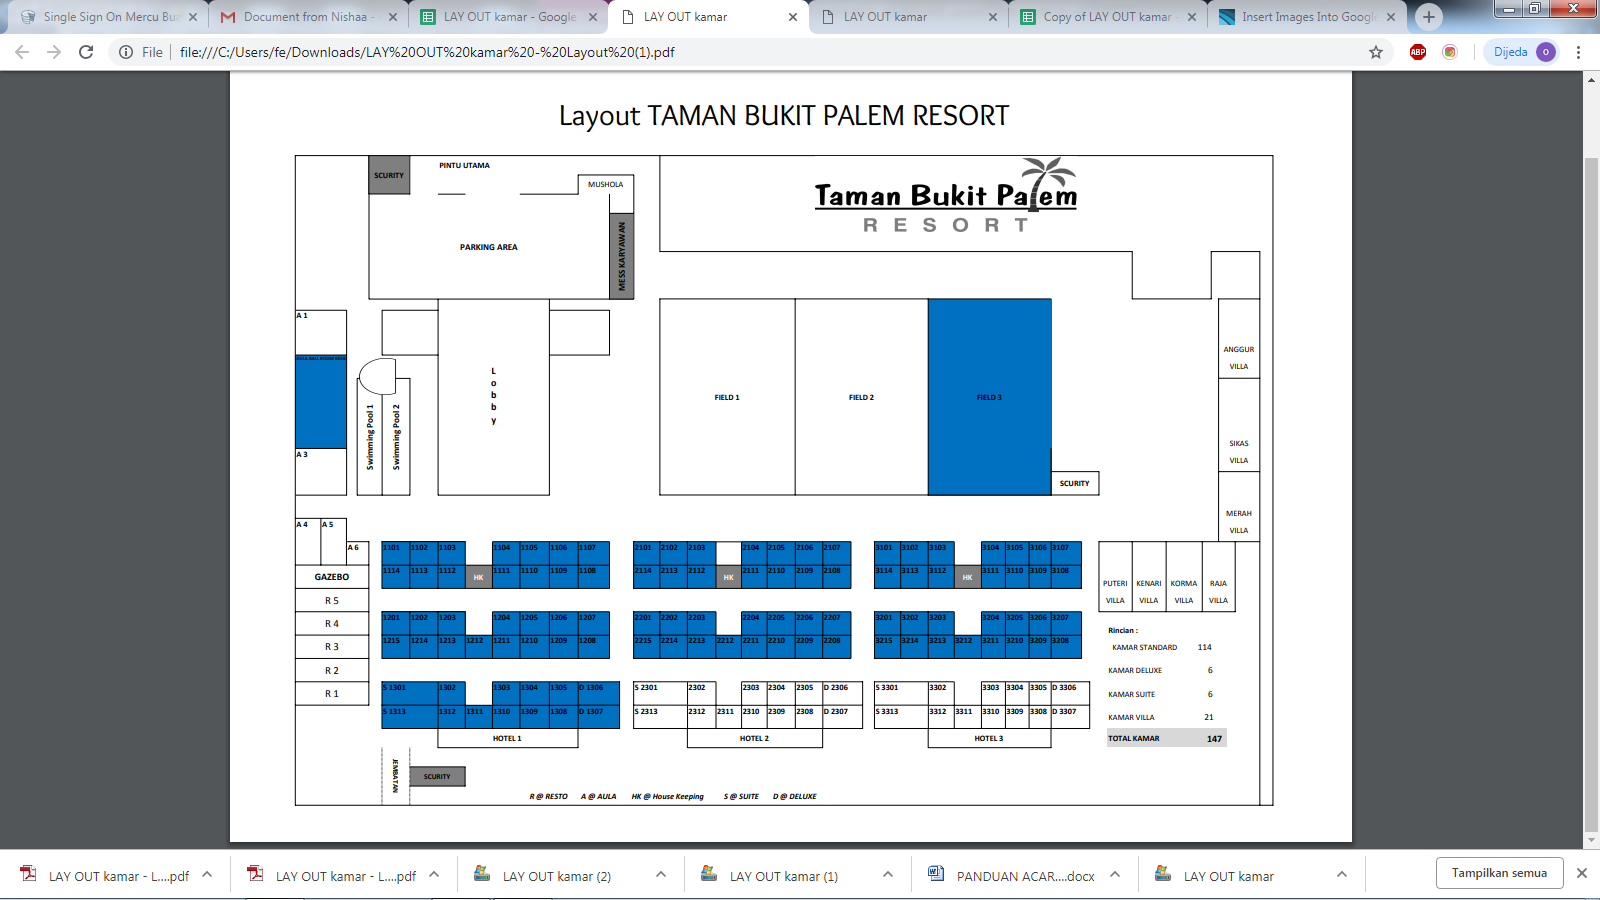 Single Sign On Mercu Bu
Document from Nishaa -
LAY OUT kamar - Google
LAY OUT kamar
LAY OUT kamar
Copy of LAY OUT kamar
Insert Images Into Google
File
file:///C:/Users/fe/Downloads/LAY%20OUT%20kamar%20-%20Layout%20(1).pdf
ABP
Dijeda
o
Layout TAMAN BUKIT PALEM RESORT
SCURITY
PINTU UTAMA
MUSHOLA
Taman Bukit Palem
RESORT
PARKING AREA
MESS KARYAWAN
A 1
A 3
Swimming Pool 1
Swimming Pool 2
Lobby
FIELD 1
FIELD 2
FIELD 3
SCURITY
ANGGUR
VILLA
SIKAS
VILLA
MERAH
VILLA
A 4 A 5
A 6
GAZEBO
R 5
R 4
R 3
R 2
R 1
1101 1102 1103 1104 1105 1106 1107
1114 1113 1112 HK 1111 1110 1109 1108
2101 2102 2103 2104 2105 2106 2107
2114 2113 2112 HK 2111 2110 2109 2108
3101 3102 3103 3104 3105 3106 3107
3114 3113 3112 HK 3111 3110 3109 3108
1201 1202 1203 1204 1205 1206 1207
1215 1214 1213 1212 1211 1210 1209 1208
2201 2202 2203 2204 2205 2206 2207
2215 2214 2213 2212 2211 2210 2209 2208
3201 3202 3203 3204 3205 3206 3207
3215 3214 3213 3212 3211 3210 3209 3208
S 1301 1302 1303 1304 1305 D 1306
S 1313 1312 1311 1310 1309 1308 D 1307
HOTEL 1
S 2301 2302 2303 2304 2305 D 2306
S 2313 2312 2311 2310 2309 2308 D 2307
HOTEL 2
S 3301 3302 3303 3304 3305 D 3306
S 3313 3312 3311 3310 3309 3308 D 3307
HOTEL 3
PUTERI
VILLA
KENARI
VILLA
KORMA
VILLA
RAJA
VILLA
Rincian :
KAMAR STANDARD 114
KAMAR DELUXE 6
KAMAR SUITE 6
KAMAR VILLA 21
TOTAL KAMAR 147
JEMBATAN
SCURITY
R @ RESTO A @ AULA HK @ House Keeping S @ SUITE D @ DELUXE
LAY OUT kamar - L....pdf
LAY OUT kamar - L....pdf
LAY OUT kamar (2)
LAY OUT kamar (1)
PANDUAN ACAR....docx
LAY OUT kamar
Tampilkan semua